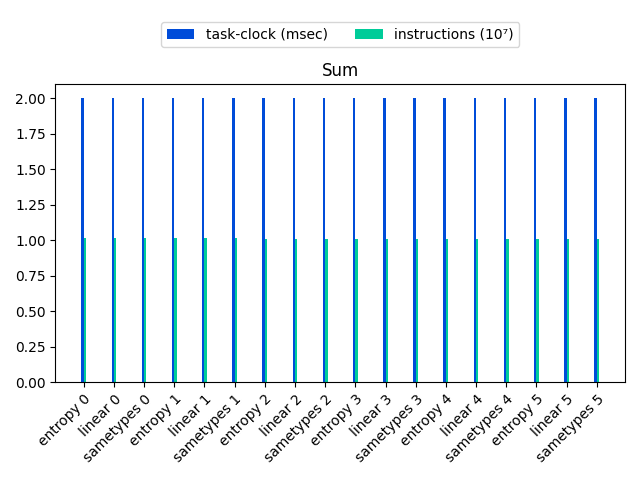 task-clock (msec) instructions (10⁷)
Sum
2.00
1.75
1.50
1.25
1.00
0.75
0.50
0.25
0.00
entropy 0
linear 0
sametypes 0
entropy 1
linear 1
sametypes 1
entropy 2
linear 2
sametypes 2
entropy 3
linear 3
sametypes 3
entropy 4
linear 4
sametypes 4
entropy 5
linear 5
sametypes 5